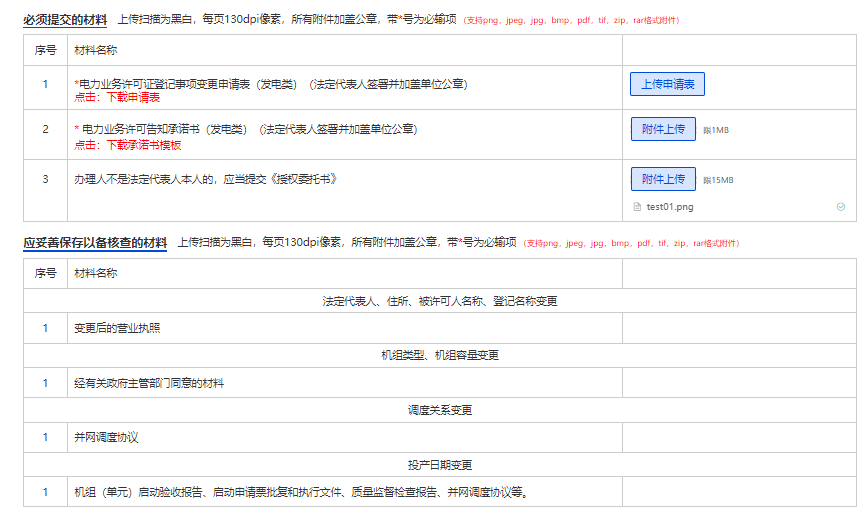 必须提交的材料 上传扫描为黑白，每页130dpi像素，所有附件加盖公章，带*号为必输项 （支持png，jpeg，jpg，bmp，pdf，tif，zip，rar格式附件）
序号 材料名称
1 *电力业务许可证登记事项变更申请表（发电类）（法定代表人签署并加盖单位公章） 上传申请表
点击：下载申请表
2 * 电力业务许可告知承诺书（发电类）（法定代表人签署并加盖单位公章） 附件上传 限1MB
点击：下载承诺书模板
3 办理人不是法定代表人本人的，应当提交《授权委托书》 附件上传 限15MB
test01.png
应妥善保存以备核查的材料 上传扫描为黑白，每页130dpi像素，所有附件加盖公章，带*号为必输项 （支持png，jpeg，jpg，bmp，pdf，tif，zip，rar格式附件）
序号 材料名称
法定代表人、住所、被许可人名称、登记名称变更
1 变更后的营业执照
机组类型、机组容量变更
1 经有关政府主管部门同意的材料
调度关系变更
1 并网调度协议
投产日期变更
1 机组（单元）启动验收报告、启动申请票批复和执行文件、质量监督检查报告、并网调度协议等。